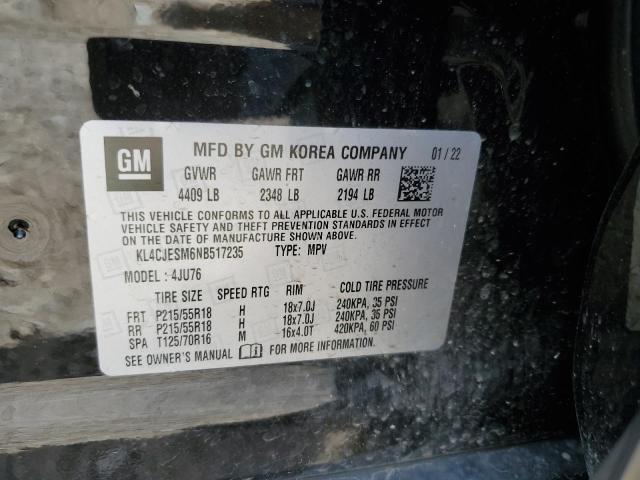 GM
MFD BY GM KOREA COMPANY 01 / 22
GVWR GAWR FRT GAWR RR
4409 LB 2348 LB 2194 LB
THIS VEHICLE CONFORMS TO ALL APPLICABLE U.S. FEDERAL MOTOR
VEHICLE SAFETY, BUMPER, AND THEFT PREVENTION STANDARDS IN EFFECT
ON THE DATE OF MANUFACTURE SHOWN ABOVE.
KL4CJESM6NB517235 TYPE: MPV
MODEL : 4JU76
TIRE SIZE SPEED RTG RIM COLD TIRE PRESSURE
FRT P215/55R18 H 18x7.0J 240KPA, 35 PSI
RR P215/55R18 H 18x7.0J 240KPA, 35 PSI
SPA T125/70R16 M 16x4.0T 420KPA, 60 PSI
SEE OWNER'S MANUAL FOR MORE INFORMATION